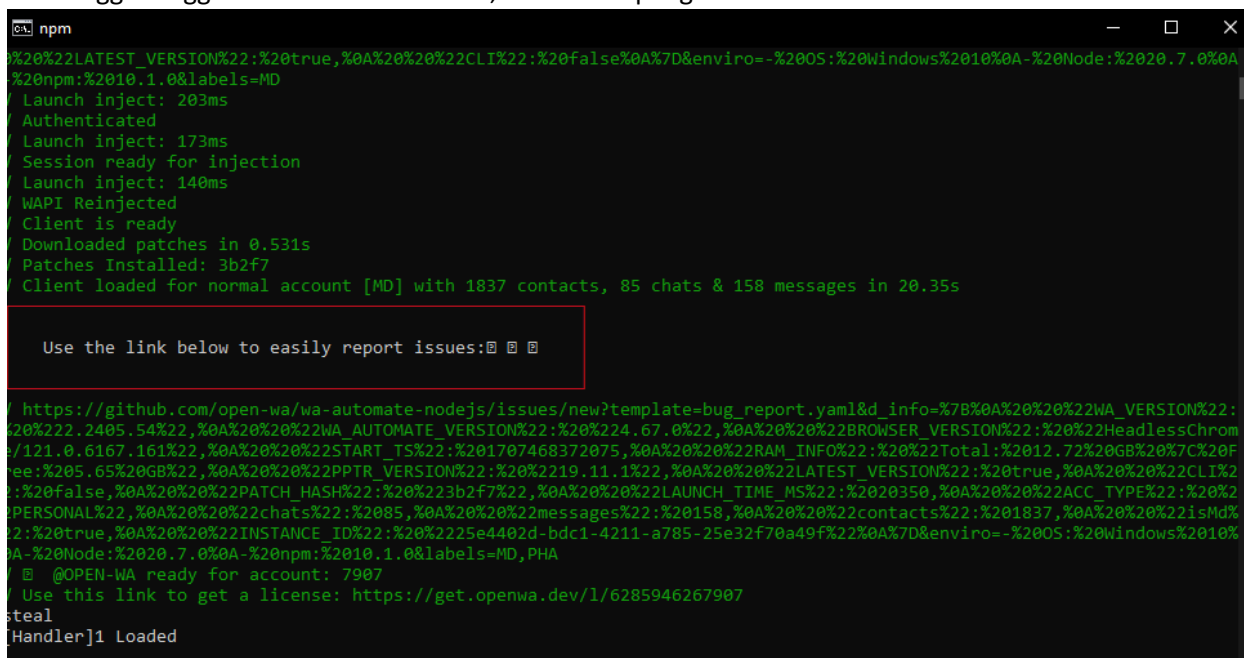 npm
%20%22LATEST_VERSION%22:%20true,%0A%20%20%22CLI%22:%20false%0A%7D&enviro=-%20OS:%20Windows%2010%0A-%20Node:%2020.7.0%0A
-%20npm:%2010.1.0&labels=MD
Launch inject: 203ms
Authenticated
Launch inject: 173ms
Session ready for injection
Launch inject: 140ms
WAPI Reinjected
Client is ready
Downloaded patches in 0.531s
Patches Installed: 3b2f7
Client loaded for normal account [MD] with 1837 contacts, 85 chats & 158 messages in 20.35s
Use the link below to easily report issues:
https://github.com/open-wa/wa-automate-nodejs/issues/new?template=bug_report.yaml&d_info=%7B%0A%20%20%22WA_VERSION%22:
%20%222.2405.54%22,%0A%20%20%22WA_AUTOMATE_VERSION%22:%20%224.67.0%22,%0A%20%20%22BROWSER_VERSION%22:%20%22HeadlessChrom
e/121.0.6167.161%22,%0A%20%20%22START_TS%22:%201707468372075,%0A%20%20%22RAM_INFO%22:%20%22Total:%2012.72%20GB%20%7C%20F
ree:%205.65%20GB%22,%0A%20%20%22PPTR_VERSION%22:%20%2219.11.1%22,%0A%20%20%22LATEST_VERSION%22:%20true,%0A%20%20%22CLI%2
2:%20false,%0A%20%20%22PATCH_HASH%22:%20%223b2f7%22,%0A%20%20%22LAUNCH_TIME_MS%22:%2020350,%0A%20%20%22ACC_TYPE%22:%20%2
2PERSONAL%22,%0A%20%20%22chats%22:%2085,%0A%20%20%22messages%22:%20158,%0A%20%20%22contacts%22:%201837,%0A%20%20%22isMd%
22:%20true,%0A%20%20%22INSTANCE_ID%22:%20%2225e4402d-bdc1-4211-a785-25e32f70a49f%22%0A%7D&enviro=-%20OS:%20Windows%2010%
0A-%20Node:%2020.7.0%0A-%20npm:%2010.1.0&labels=MD,PHA
@OPEN-WA ready for account: 7907
Use this link to get a license: https://get.openwa.dev/l/6285946267907
steal
[Handler]1 Loaded